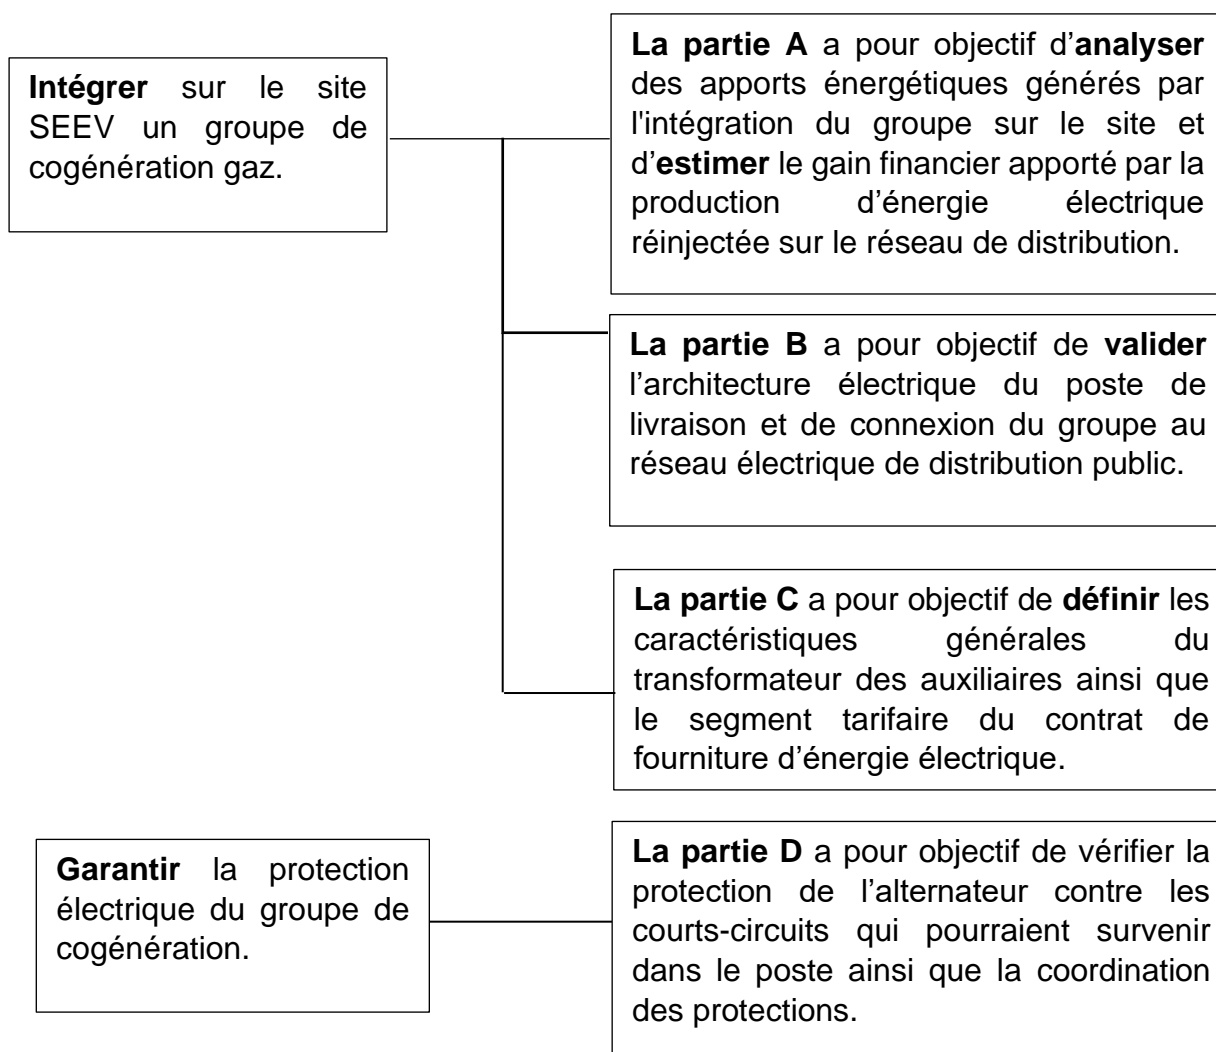 Intégrer sur le site
SEEV un groupe de
cogénération gaz.
La partie A a pour objectif d’analyser
des apports énergétiques générés par
l'intégration du groupe sur le site et
d’estimer le gain financier apporté par la
production d’énergie électrique
réinjectée sur le réseau de distribution.
La partie B a pour objectif de valider
l’architecture électrique du poste de
livraison et de connexion du groupe au
réseau électrique de distribution public.
La partie C a pour objectif de définir les
caractéristiques générales du
transformateur des auxiliaires ainsi que
le segment tarifaire du contrat de
fourniture d’énergie électrique.
Garantir la protection
électrique du groupe de
cogénération.
La partie D a pour objectif de vérifier la
protection de l’alternateur contre les
courts-circuits qui pourraient survenir
dans le poste ainsi que la coordination
des protections.